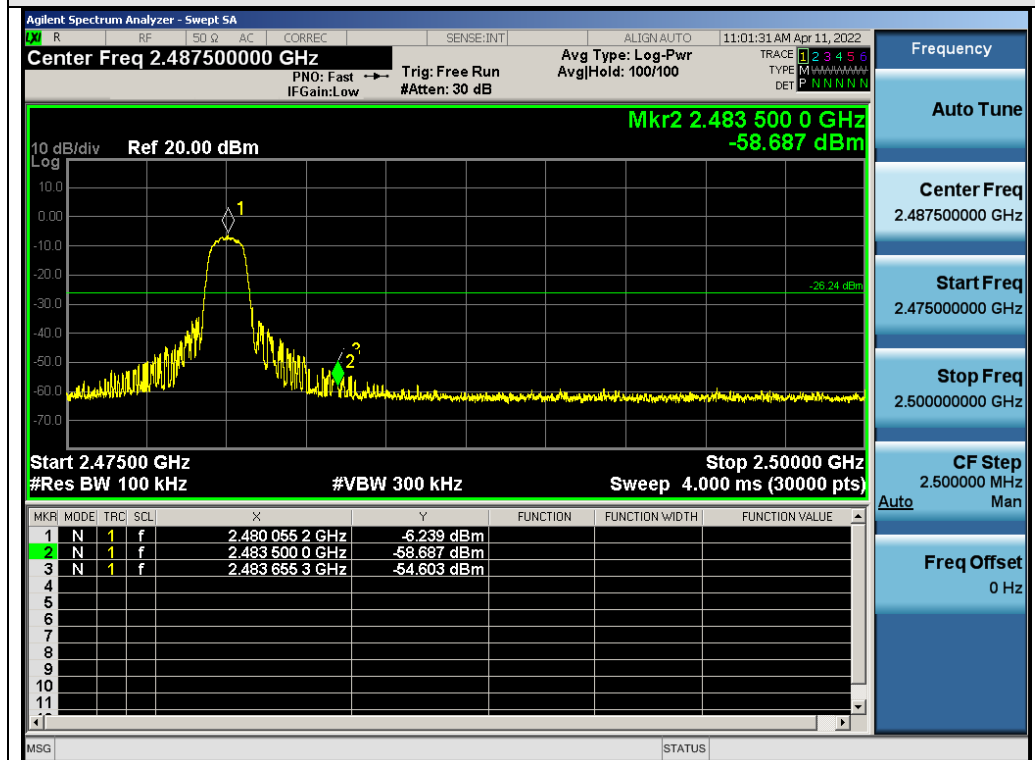 Agilent Spectrum Analyzer - Swept SA
LXI R RF 50 Ω AC CORREC SENSE:INT ALIGN AUTO 11:01:31 AM Apr 11, 2022
Center Freq 2.487500000 GHz
PNO: Fast
IFGain:Low
Trig: Free Run
#Atten: 30 dB
Avg Type: Log-Pwr
Avg|Hold: 100/100
TRACE 1 2 3 4 5 6
TYPE M W W W W W
DET P N N N N N
Mkr2 2.483 500 0 GHz
-58.687 dBm
10 dB/div Ref 20.00 dBm
Log
10.0
0.00
-10.0
-20.0
-30.0
-40.0
-50.0
-60.0
-70.0
1
2
3
-26.24 dBm
Start 2.47500 GHz Stop 2.50000 GHz
#Res BW 100 kHz #VBW 300 kHz Sweep 4.000 ms (30000 pts)
MKR MODE TRC SCL X Y FUNCTION FUNCTION WIDTH FUNCTION VALUE
1 N 1 f 2.480 055 2 GHz -6.239 dBm
2 N 1 f 2.483 500 0 GHz -58.687 dBm
3 N 1 f 2.483 655 3 GHz -54.603 dBm
4
5
6
7
8
9
10
11
MSG STATUS
Frequency
Auto Tune
Center Freq
2.487500000 GHz
Start Freq
2.475000000 GHz
Stop Freq
2.500000000 GHz
CF Step
2.500000 MHz
Auto Man
Freq Offset
0 Hz